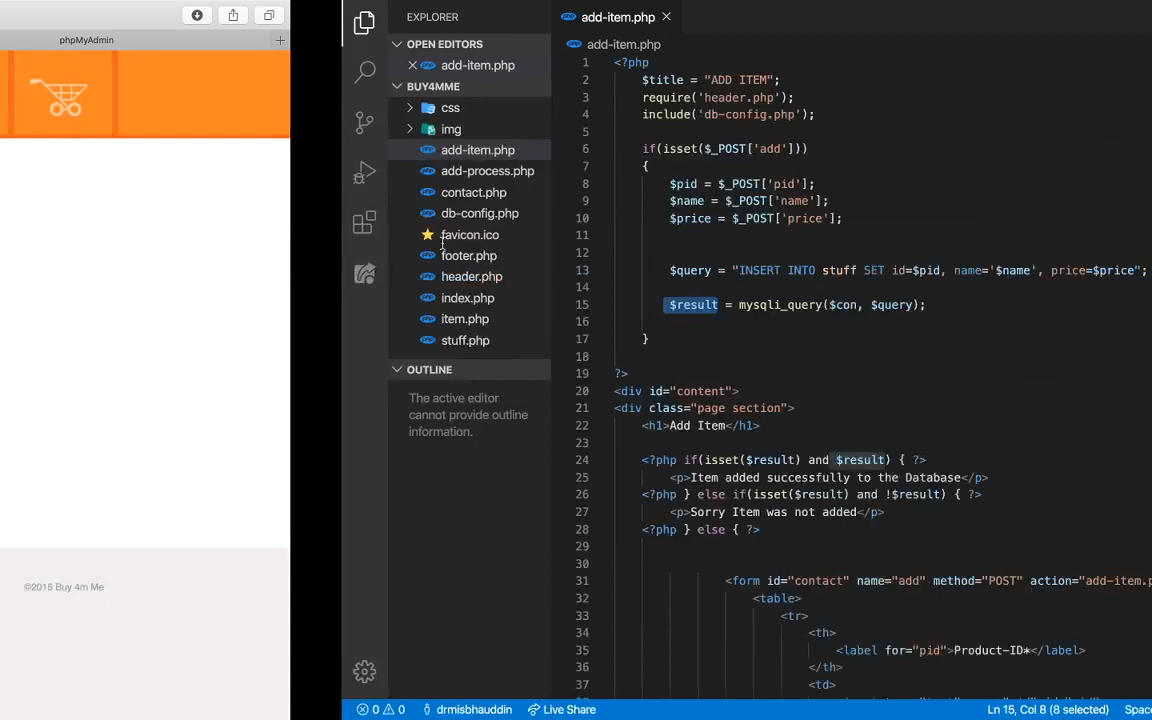 phpMyAdmin
©2015 Buy 4m Me
EXPLORER
OPEN EDITORS
add-item.php
BUY4MME
css
img
add-item.php
add-process.php
contact.php
db-config.php
favicon.ico
footer.php
header.php
index.php
item.php
stuff.php
OUTLINE
The active editor
cannot provide outline
information.
add-item.php
add-item.php
1 <?php
2 $title = "ADD ITEM";
3 require('header.php');
4 include('db-config.php');
5
6 if(isset($_POST['add']))
7 {
8 $pid = $_POST['pid'];
9 $name = $_POST['name'];
10 $price = $_POST['price'];
11
12
13 $query = "INSERT INTO stuff SET id=$pid, name='$name', price=$price";
14
15 $result = mysqli_query($con, $query);
16
17 }
18
19 ?>
20 <div id="content">
21 <div class="page section">
22 <h1>Add Item</h1>
23
24 <?php if(isset($result) and $result) { ?>
25 <p>Item added successfully to the Database</p>
26 <?php } else if(isset($result) and !$result) { ?>
27 <p>Sorry Item was not added</p>
28 <?php } else { ?>
29
30
31 <form id="contact" name="add" method="POST" action="add-item.p
32 <table>
33 <tr>
34 <th>
35 <label for="pid">Product-ID*</label>
36 </th>
37 <td>
0 0 drmisbhauddin Live Share Ln 15, Col 8 (8 selected) Space